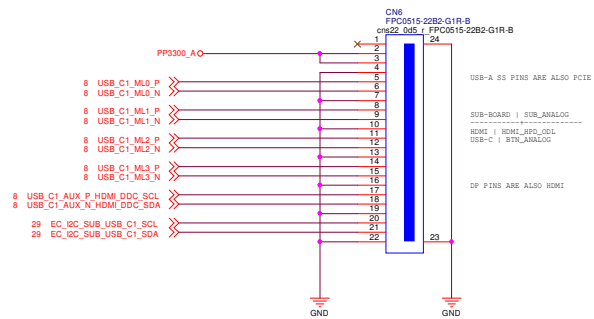 CN6
FPC0515-22B2-G1R-B
cns22_0d5_r_FPC0515-22B2-G1R-B
1
24
PP3300_A
2
3
4
8 USB_C1_ML0_P
5
USB-A SS PINS ARE ALSO PCIE
8 USB_C1_ML0_N
6
7
8 USB_C1_ML1_P
8
8 USB_C1_ML1_N
9
SUB-BOARD | SUB_ANALOG
10
HDMI | HDMI_HPD_ODL
8 USB_C1_ML2_P
11
USB-C | BTN_ANALOG
8 USB_C1_ML2_N
12
13
8 USB_C1_ML3_P
14
8 USB_C1_ML3_N
15
16
DP PINS ARE ALSO HDMI
8 USB_C1_AUX_P_HDMI_DDC_SCL
17
8 USB_C1_AUX_N_HDMI_DDC_SDA
18
19
29 EC_I2C_SUB_USB_C1_SCL
20
29 EC_I2C_SUB_USB_C1_SDA
21
22
23
GND
GND